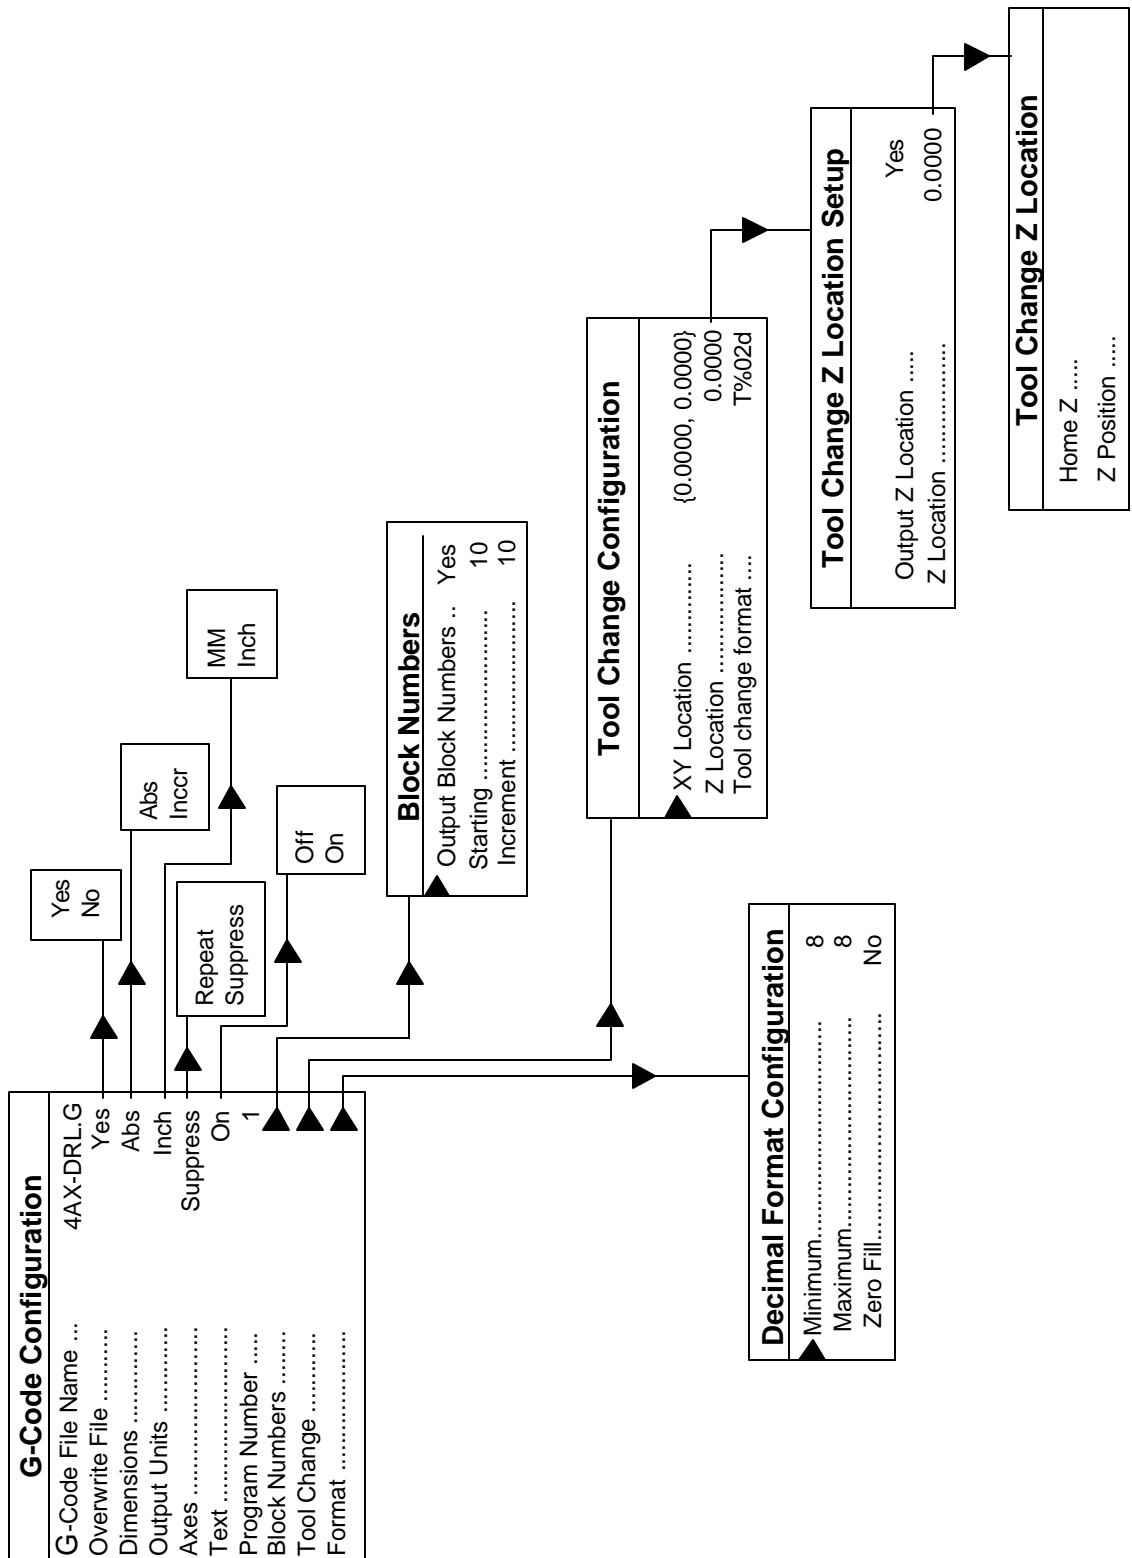 G-Code Configuration
G-Code File Name ... 4AX-DRL.G
Overwrite File ........... Yes
Dimensions .............. Abs
Output Units ............. Inch
Axes ........................ Suppress
Text ......................... On
Program Number ..... 1
Block Numbers .........
Tool Change ............
Format .....................
Yes
No
Abs
Inccr
MM
Inch
Repeat
Suppress
Off
On
Block Numbers
Output Block Numbers .. Yes
Starting ........................ 10
Increment ...................... 10
Tool Change Configuration
XY Location .............. {0.0000, 0.0000}
Z Location ................ 0.0000
Tool change format .... T%02d
Decimal Format Configuration
Minimum................................ 8
Maximum............................... 8
Zero Fill................................. No
Tool Change Z Location Setup
Output Z Location ..... Yes
Z Location ................. 0.0000
Tool Change Z Location
Home Z .....
Z Position .....